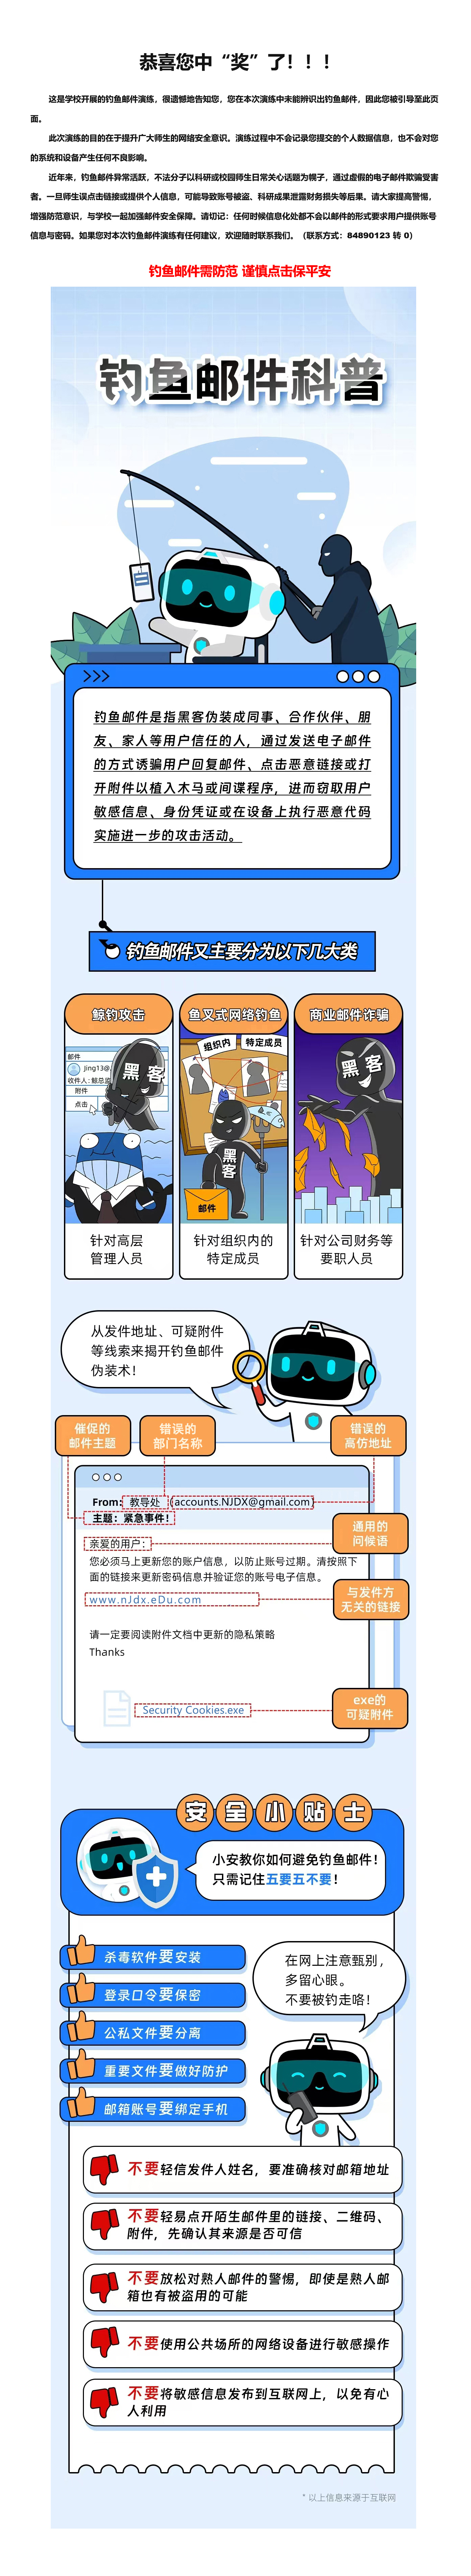 恭喜您中“奖”了！！！
这是学校开展的钓鱼邮件演练，很遗憾地告知您，您在本次演练中未能辨识出钓鱼邮件，因此您被引导至此页
面。
此次演练的目的在于提升广大师生的网络安全意识。演练过程中不会记录您提交的个人数据信息，也不会对您
的系统和设备产生任何不良影响。
近年来，钓鱼邮件异常活跃，不法分子以科研或校园师生日常关心话题为幌子，通过虚假的电子邮件欺骗受害
者。一旦师生误点击链接或提供个人信息，可能导致账号被盗、科研成果泄露财务损失等后果。请大家提高警惕，
增强防范意识，与学校一起加强邮件安全保障。请切记：任何时候信息化处都不会以邮件的形式要求用户提供账号
信息与密码。如果您对本次钓鱼邮件演练有任何建议，欢迎随时联系我们。（联系方式：84890123 转 0）
钓鱼邮件需防范 谨慎点击保平安
钓鱼邮件科普
钓鱼邮件是指黑客伪装成同事、合作伙伴、朋
友、家人等用户信任的人，通过发送电子邮件
的方式诱骗用户回复邮件、点击恶意链接或打
开附件以植入木马或间谍程序，进而窃取用户
敏感信息、身份凭证或在设备上执行恶意代码
实施进一步的攻击活动。
钓鱼邮件又主要分为以下几大类
鲸钓攻击
邮件
Jing13@
收件人：鲸总监
附件
点击
黑客
针对高层
管理人员
鱼叉式网络钓鱼
组织内
特定成员
黑客
邮件
针对组织内的
特定成员
商业邮件诈骗
黑客
针对公司财务等
要职人员
从发件地址、可疑附件
等线索来揭开钓鱼邮件
伪装术！
催促的
邮件主题
错误的
部门名称
错误的
高仿地址
From: 教导处 (accounts.NJDX@gmail.com)
主题：紧急事件！
亲爱的用户：
通用的
问候语
您必须马上更新您的账户信息，以防止账号过期。请按照下
面的链接来更新密码信息并验证您的账号电子信息。
www.nJdx.eDu.com
与发件方
无关的链接
请一定要阅读附件文档中更新的隐私策略
Thanks
Security Cookies.exe
exe的
可疑附件
安全小贴士
小安教你如何避免钓鱼邮件！
只需记住五要五不要！
杀毒软件要安装
登录口令要保密
公私文件要分离
重要文件要做好防护
邮箱账号要绑定手机
在网上注意甄别，
多留心眼。
不要被钓走咯！
不要轻信发件人姓名，要准确核对邮箱地址
不要轻易点开陌生邮件里的链接、二维码、
附件，先确认其来源是否可信
不要放松对熟人邮件的警惕，即使是熟人邮
箱也有被盗用的可能
不要使用公共场所的网络设备进行敏感操作
不要将敏感信息发布到互联网上，以免有心
人利用
* 以上信息来源于互联网